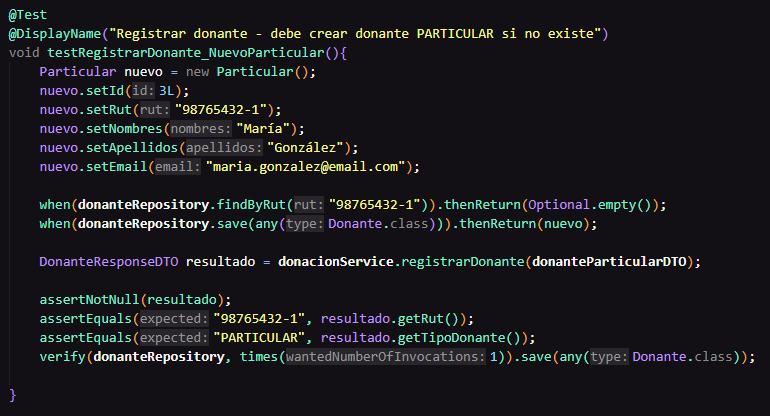 @Test
@DisplayName("Registrar donante - debe crear donante PARTICULAR si no existe")
void testRegistrarDonante_NuevoParticular(){
    Particular nuevo = new Particular();
    nuevo.setId(id: 3L);
    nuevo.setRut(rut: "98765432-1");
    nuevo.setNombres(nombres: "María");
    nuevo.setApellidos(apellidos: "González");
    nuevo.setEmail(email: "maria.gonzalez@email.com");

    when(donanteRepository.findByRut(rut: "98765432-1")).thenReturn(Optional.empty());
    when(donanteRepository.save(any(type: Donante.class))).thenReturn(nuevo);

    DonanteResponseDTO resultado = donacionService.registrarDonante(donanteParticularDTO);

    assertNotNull(resultado);
    assertEquals(expected: "98765432-1", resultado.getRut());
    assertEquals(expected: "PARTICULAR", resultado.getTipoDonante());
    verify(donanteRepository, times(wantedNumberOfInvocations: 1)).save(any(type: Donante.class));

}